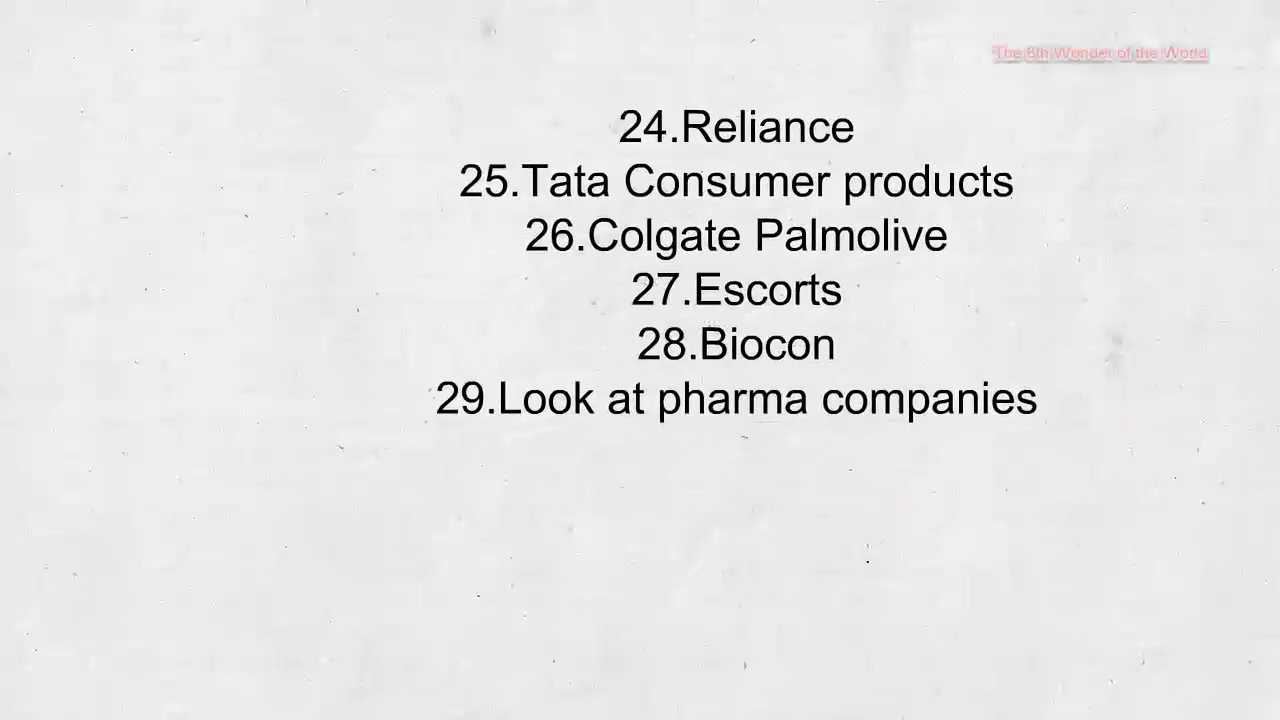 The 8th Wonder of the World
24.Reliance
25.Tata Consumer products
26.Colgate Palmolive
27.Escorts
28.Biocon
29.Look at pharma companies